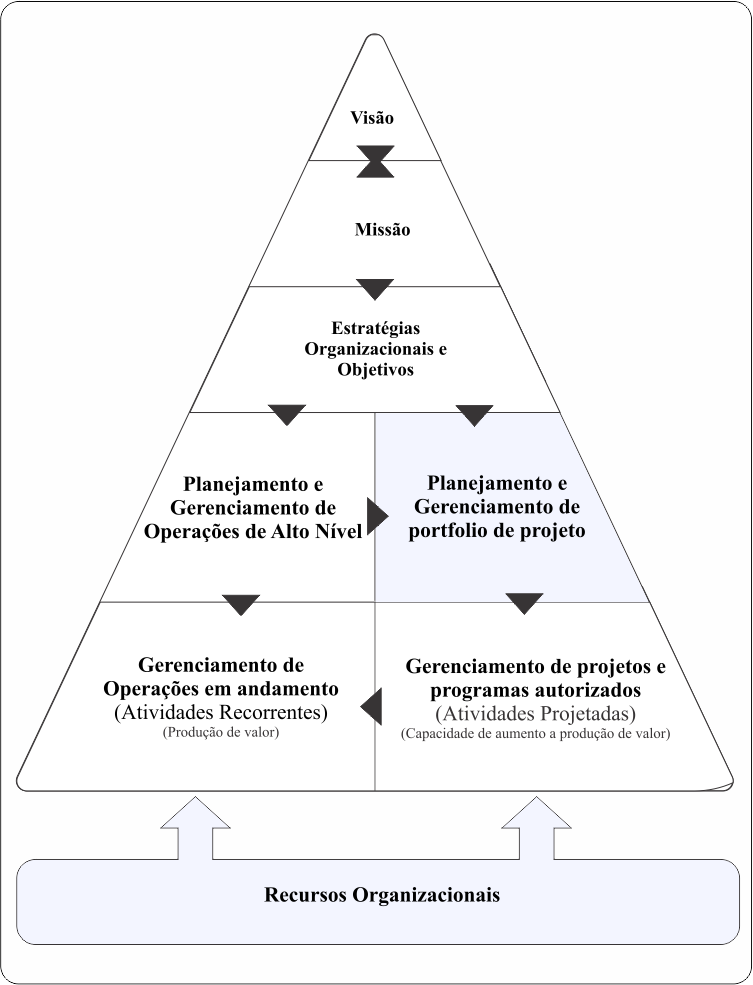 Visão
Missão
Estratégias
Organizacionais e
Objetivos
Planejamento e
Gerenciamento de
Operações de Alto Nível
Planejamento e
Gerenciamento de
portfolio de projeto
Gerenciamento de
Operações em andamento
(Atividades Recorrentes)
(Produção de valor)
Gerenciamento de projetos e
programas autorizados
(Atividades Projetadas)
(Capacidade de aumento a produção de valor)
Recursos Organizacionais